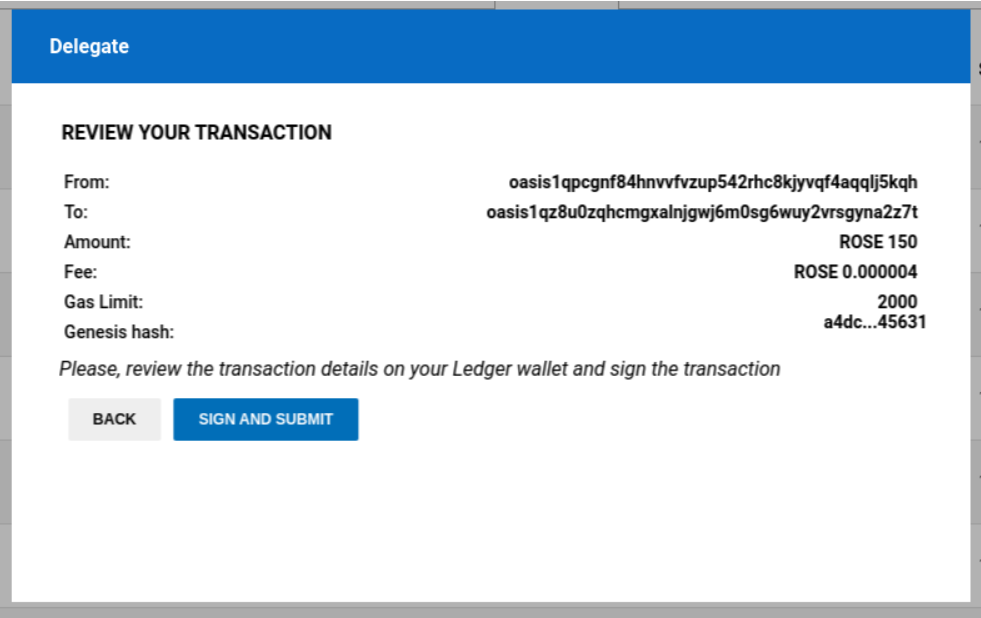 Delegate
REVIEW YOUR TRANSACTION
From: oasis1qpcgnf84hnvvfvzup542rhc8kjyvqf4aqqlj5kqh
To: oasis1qz8u0zqhcmgxalnjgwj6m0sg6wuy2vrsgyna2z7t
Amount: ROSE 150
Fee: ROSE 0.000004
Gas Limit: 2000
Genesis hash: a4dc...45631
Please, review the transaction details on your Ledger wallet and sign the transaction
BACK SIGN AND SUBMIT